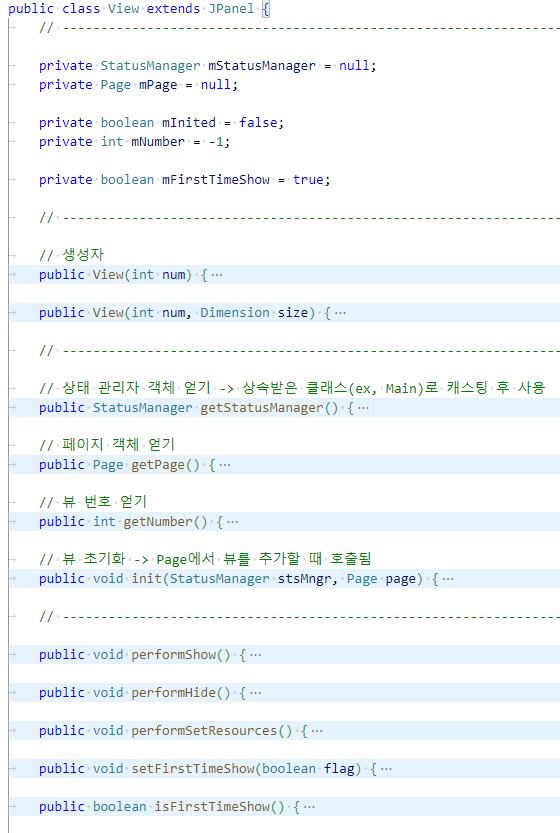 public class View extends JPanel {
// -----------------------------------------------------------------
private StatusManager mStatusManager = null;
private Page mPage = null;
private boolean mInited = false;
private int mNumber = -1;
private boolean mFirstTimeShow = true;
// -----------------------------------------------------------------
// 생성자
public View(int num) {…
public View(int num, Dimension size) {…
// -----------------------------------------------------------------
// 상태 관리자 객체 얻기 -> 상속받은 클래스(ex, Main)로 캐스팅 후 사용
public StatusManager getStatusManager() {…
// 페이지 객체 얻기
public Page getPage() {…
// 뷰 번호 얻기
public int getNumber() {…
// 뷰 초기화 -> Page에서 뷰를 추가할 때 호출됨
public void init(StatusManager stsMngr, Page page) {…
// -----------------------------------------------------------------
public void performShow() {…
public void performHide() {…
public void performSetResources() {…
public void setFirstTimeShow(boolean flag) {…
public boolean isFirstTimeShow() {…